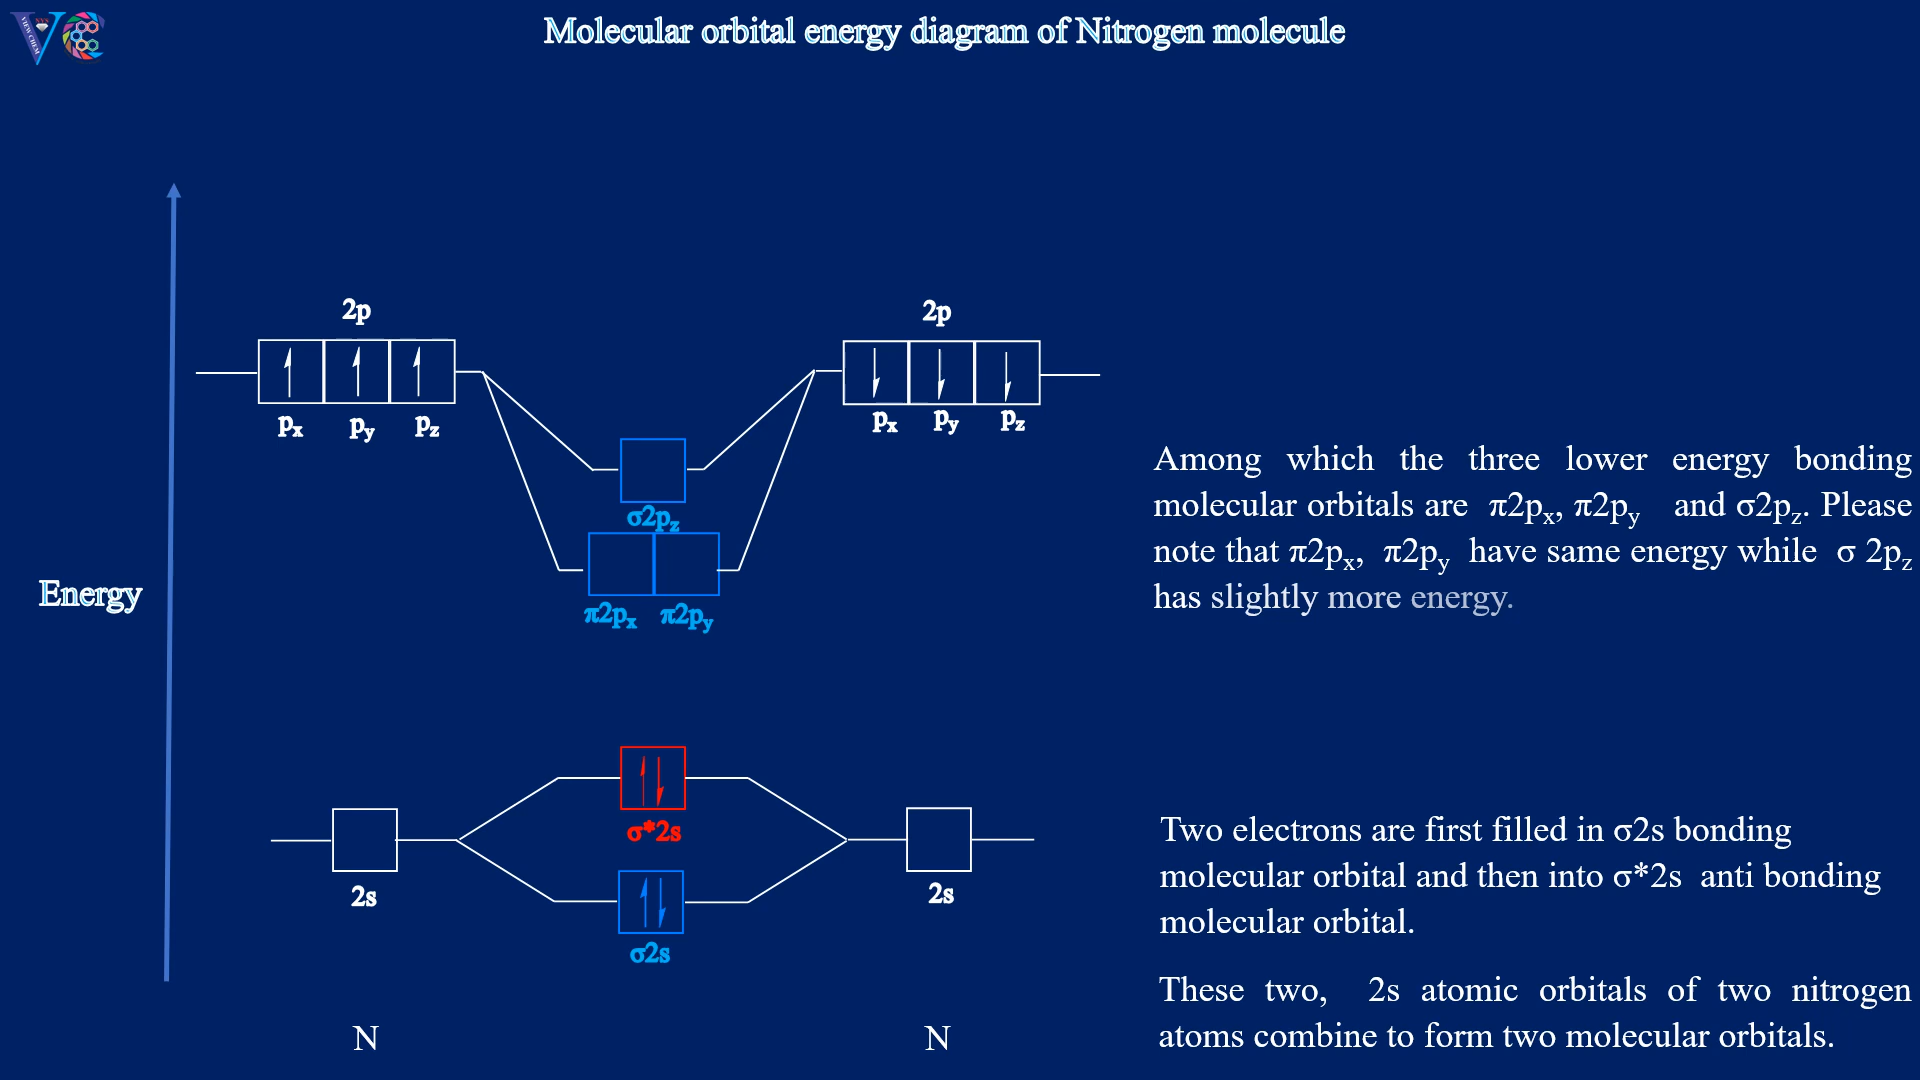 VIEW CHEM
Molecular orbital energy diagram of Nitrogen molecule
2p
2p
px py pz
px py pz
σ2pz
π2px π2py
Energy
σ*2s
2s
2s
σ2s
N
N
Among which the three lower energy bonding
molecular orbitals are π2px, π2py and σ2pz. Please
note that π2px, π2py have same energy while σ 2pz
has slightly more energy.
Two electrons are first filled in σ2s bonding
molecular orbital and then into σ*2s anti bonding
molecular orbital.
These two, 2s atomic orbitals of two nitrogen
atoms combine to form two molecular orbitals.